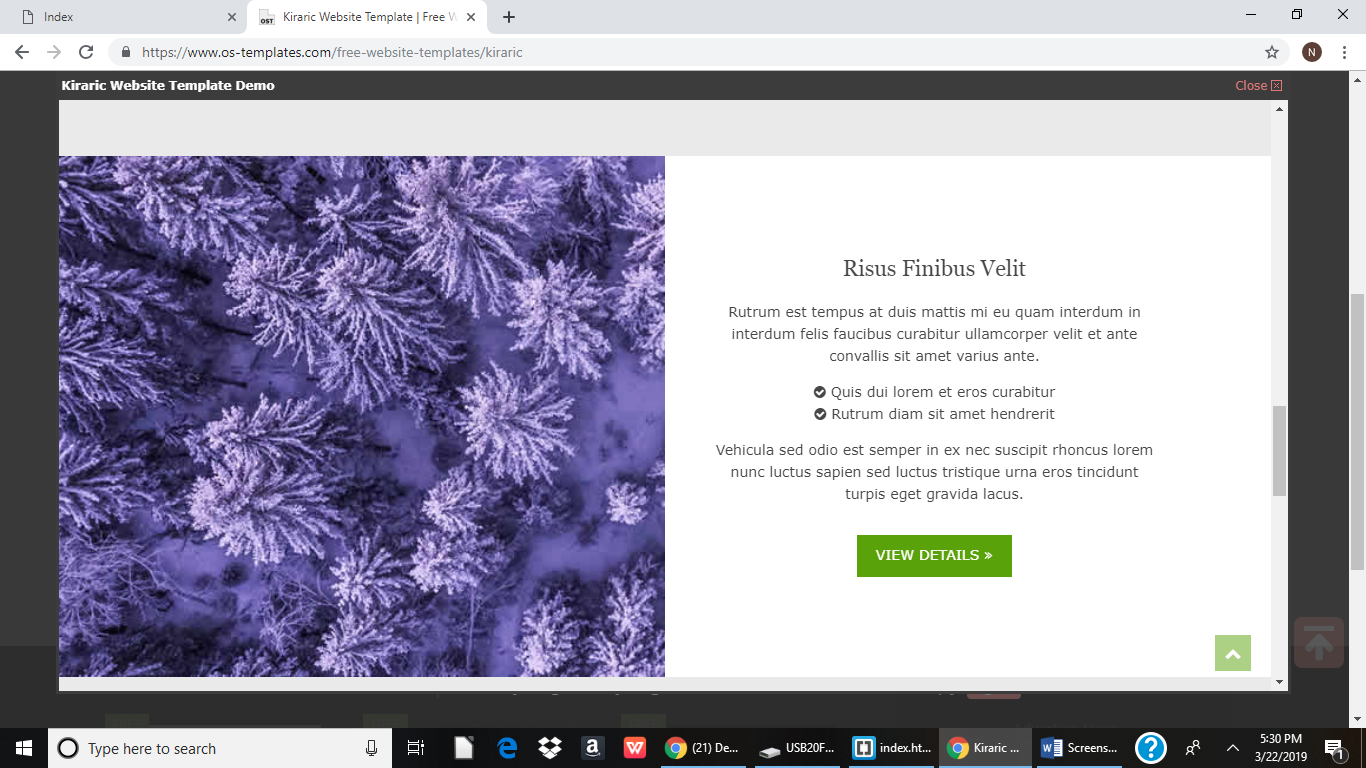 Index
OST
Kiraric Website Template | Free W
https://www.os-templates.com/free-website-templates/kiraric
N
Kiraric Website Template Demo
Close
Risus Finibus Velit
Rutrum est tempus at duis mattis mi eu quam interdum in
interdum felis faucibus curabitur ullamcorper velit et ante
convallis sit amet varius ante.
Quis dui lorem et eros curabitur
Rutrum diam sit amet hendrerit
Vehicula sed odio est semper in ex nec suscipit rhoncus lorem
nunc luctus sapien sed luctus tristique urna eros tincidunt
turpis eget gravida lacus.
VIEW DETAILS »
Type here to search
(21) De...
USB20F...
index.ht...
Kiraric ...
Screens...
5:30 PM
3/22/2019
1